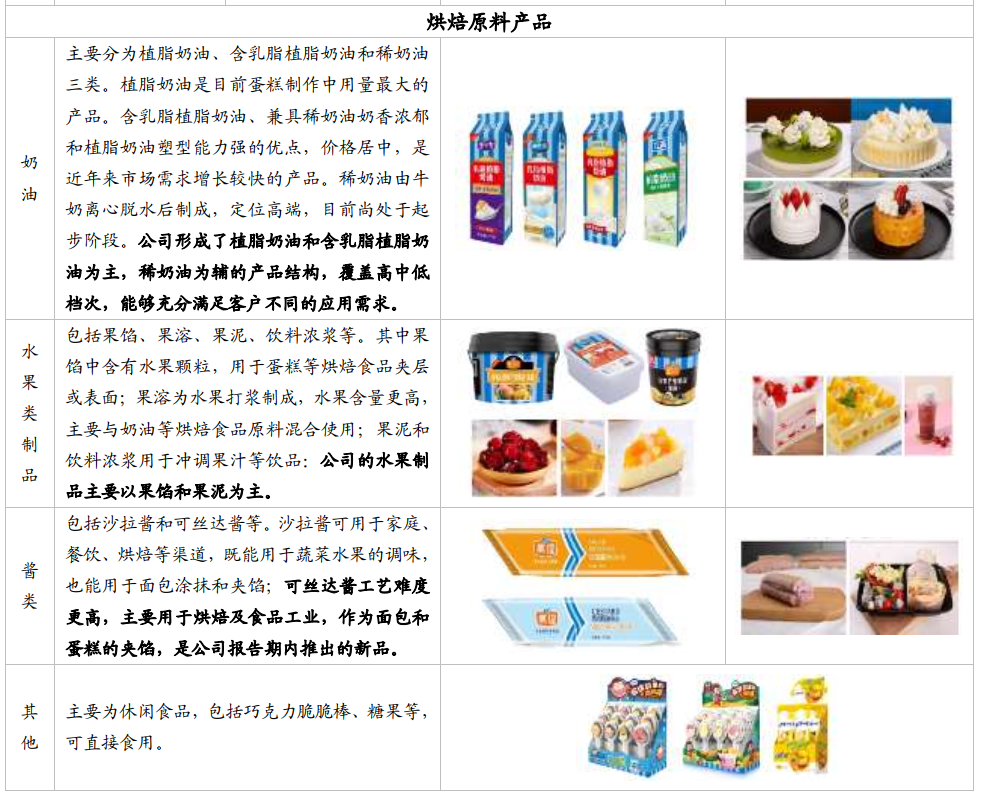 烘焙原料产品
奶
油
主要分为植脂奶油、含乳脂植脂奶油和稀奶油
三类。植脂奶油是目前蛋糕制作中用量最大的
产品。含乳脂植脂奶油、兼具稀奶油奶香浓郁
和植脂奶油塑型能力强的优点，价格居中，是
近年来市场需求增长较快的产品。稀奶油由牛
奶离心脱水后制成，定位高端，目前尚处于起
步阶段。公司形成了植脂奶油和含乳脂植脂奶
油为主，稀奶油为辅的产品结构，覆盖高中低
档次，能够充分满足客户不同的应用需求。
水
果
类
制
品
包括果馅、果溶、果泥、饮料浓浆等。其中果
馅中含有水果颗粒，用于蛋糕等烘焙食品夹层
或表面；果溶为水果打浆制成，水果含量更高，
主要与奶油等烘焙食品原料混合使用；果泥和
饮料浓浆用于冲调果汁等饮品：公司的水果制
品主要以果馅和果泥为主。
酱
类
包括沙拉酱和可丝达酱等。沙拉酱可用于家庭、
餐饮、烘焙等渠道，既能用于蔬菜水果的调味，
也能用于面包涂抹和夹馅；可丝达酱工艺难度
更高，主要用于烘焙及食品工业，作为面包和
蛋糕的夹馅，是公司报告期内推出的新品。
其
他
主要为休闲食品，包括巧克力脆脆棒、糖果等，
可直接食用。